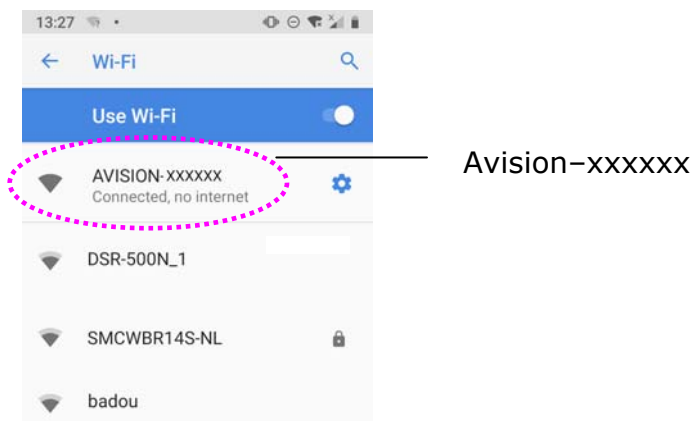 13:27
Wi-Fi
Use Wi-Fi
AVISION-XXXXXX
Connected, no internet
Avision–xxxxxx
DSR-500N_1
SMCWBR14S-NL
badou